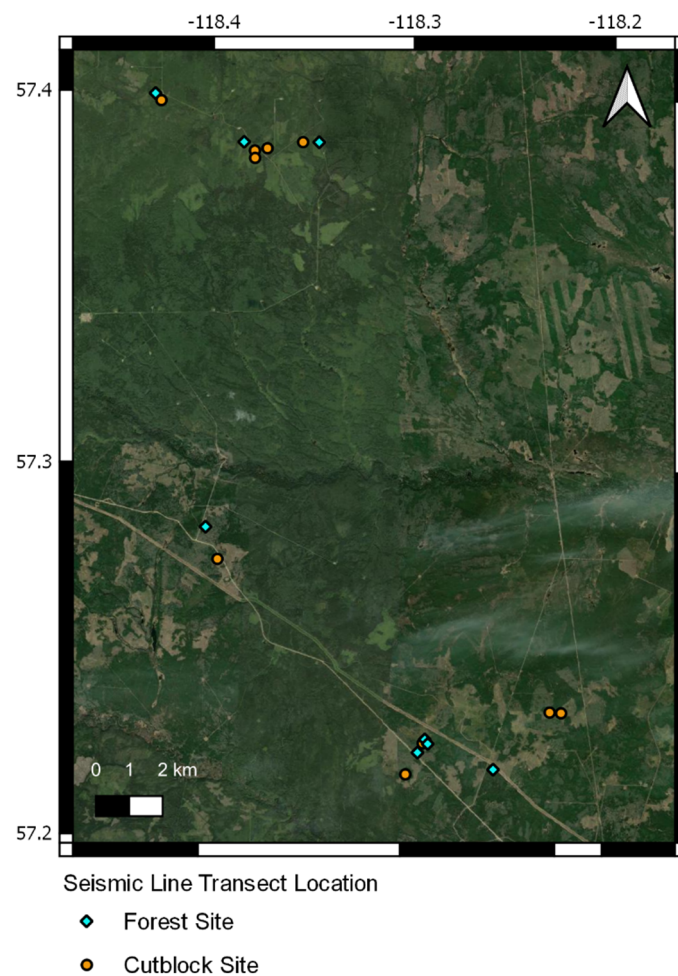 -118.4 -118.3 -118.2
57.4
57.3
57.2
0 1 2 km
Seismic Line Transect Location
Forest Site
Cutblock Site